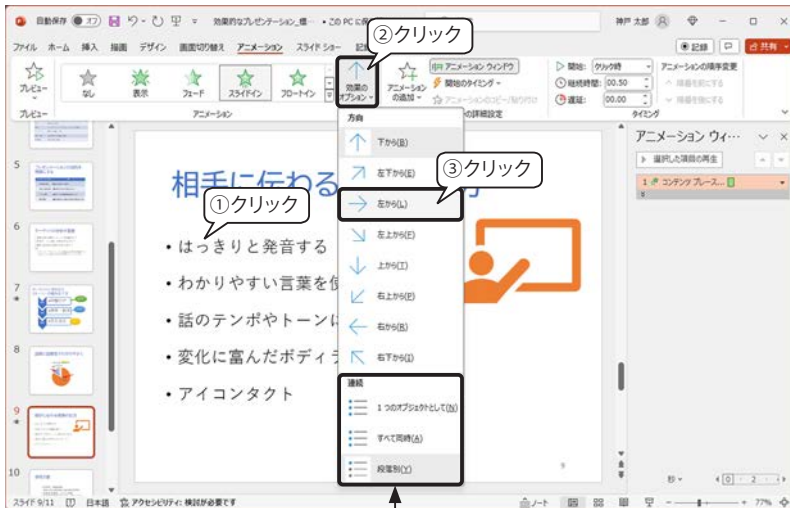 自動保存 オフ
効果的なプレゼンテーション_煙… • この PC に保
②クリック
神戸 太郎
ファイル ホーム 挿入 描画 デザイン 画面切り替え アニメーション スライド ショー 記
記録
共有
プレビュー
なし
表示
フェード
スライドイン
フロートイン
効果の
オプション
アニメーション
の追加
アニメーション ウィンドウ
開始のタイミング
アニメーションのコピー/貼り付け
開始: クリック時
継続時間: 00.50
遅延: 00.00
アニメーションの順序変更
順番を前にする
順番を後にする
プレビュー
アニメーション
の詳細設定
タイミング
方向
下から(B)
左下から(E)
左から(L)
左上から(F)
上から(T)
右上から(P)
右から(R)
右下から(I)
連続
1 つのオブジェクトとして(N)
すべて同時(A)
段落別(Y)
③クリック
①クリック
相手に伝わる
• はっきりと発音する
• わかりやすい言葉を使
• 話のテンポやトーンに
• 変化に富んだボディラ
• アイコンタクト
9
5
6
7
8
9
10
アニメーション ウィ…
選択した項目の再生
1 コンテンツ プレース…
秒 0 2
スライド 9/11 日本語 アクセシビリティ: 検討が必要です
ノート
77%